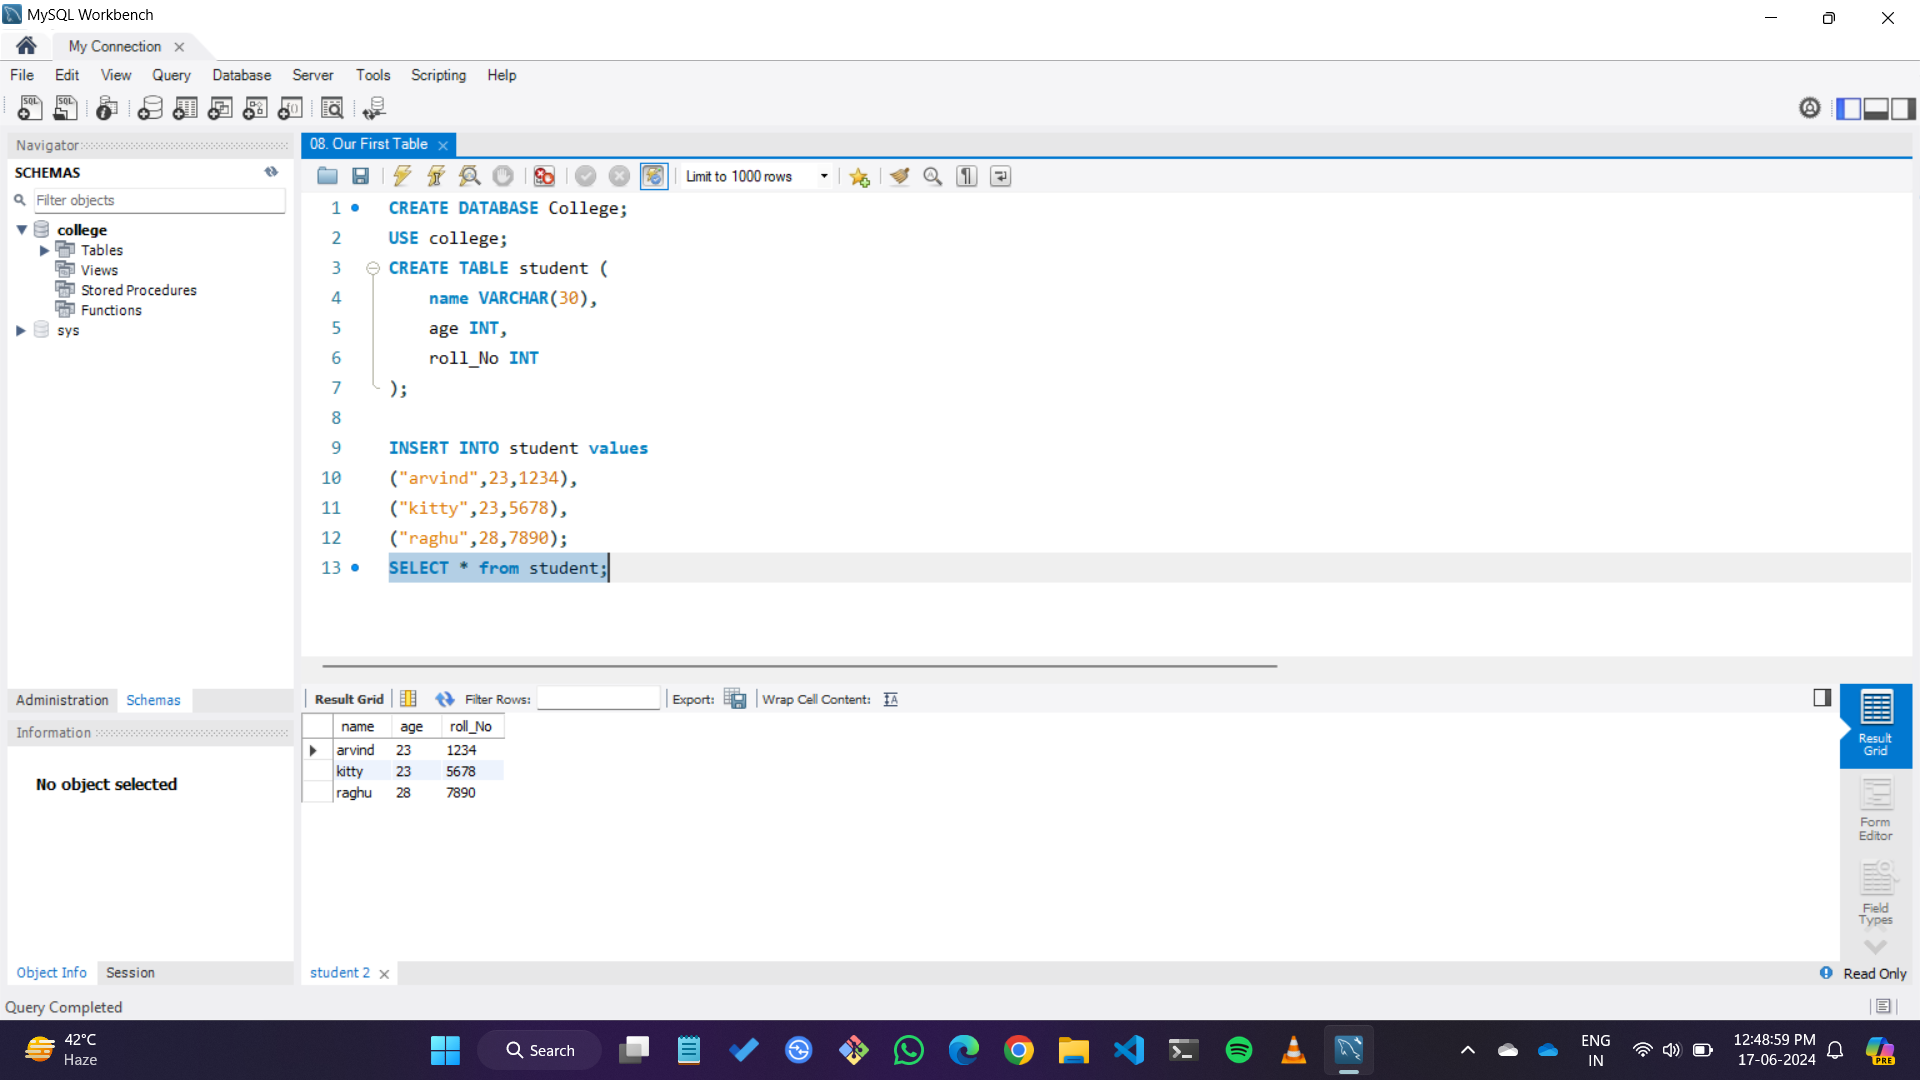 MySQL Workbench
My Connection
File Edit View Query Database Server Tools Scripting Help
Navigator
SCHEMAS
Filter objects
college
Tables
Views
Stored Procedures
Functions
sys
Administration Schemas
Information
No object selected
Object Info Session
08. Our First Table
Limit to 1000 rows
1 CREATE DATABASE College;
2 USE college;
3 CREATE TABLE student (
4 name VARCHAR(30),
5 age INT,
6 roll_No INT
7 );
8
9 INSERT INTO student values
10 ("arvind",23,1234),
11 ("kitty",23,5678),
12 ("raghu",28,7890);
13 SELECT * from student;
Result Grid Filter Rows: Export: Wrap Cell Content:
name age roll_No
arvind 23 1234
kitty 23 5678
raghu 28 7890
Result
Grid
Form
Editor
Field
Types
student 2
Read Only
Query Completed
42°C
Haze
Search
ENG
IN
12:48:59 PM
17-06-2024
PRE